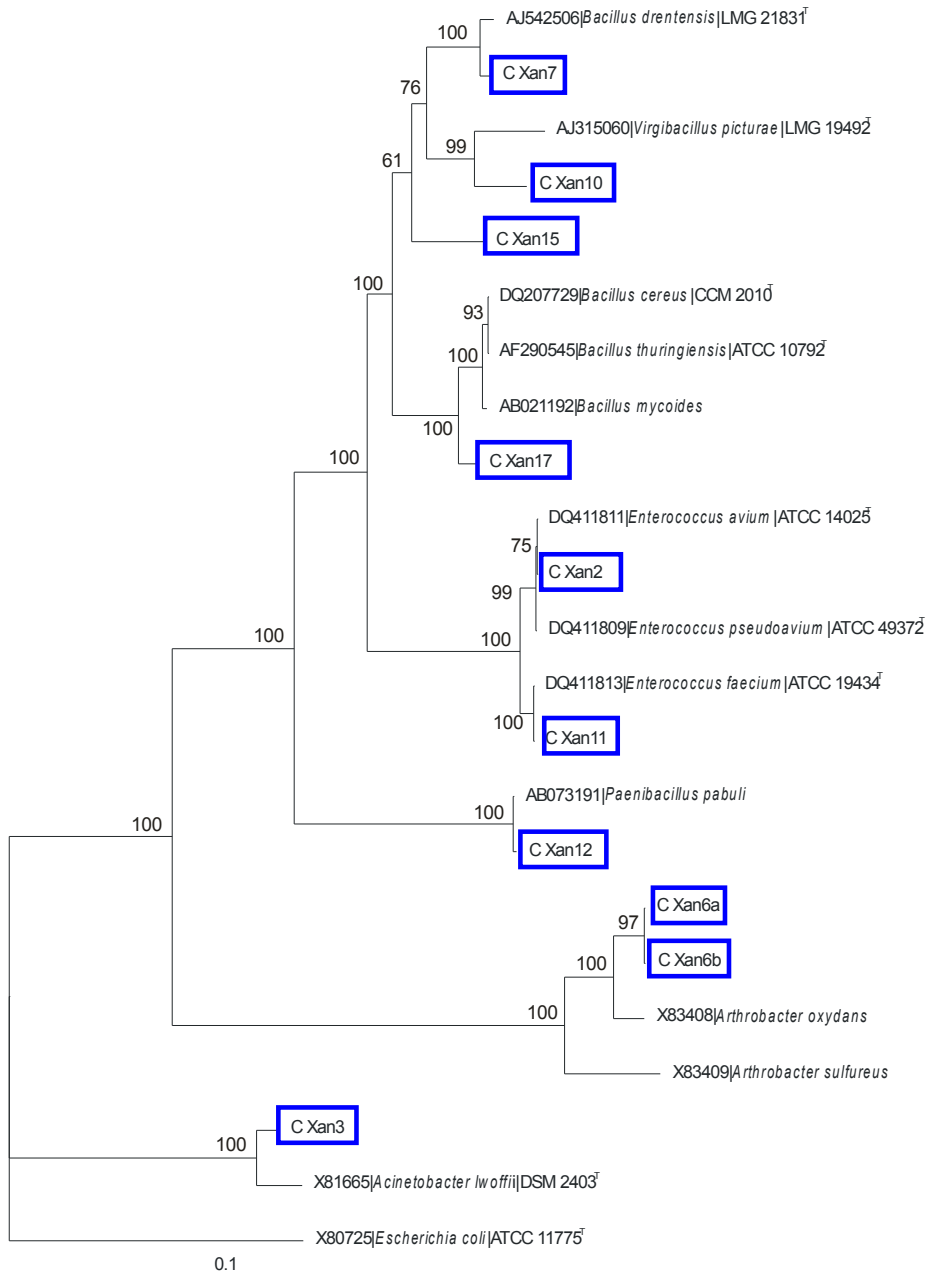 AJ542506|Bacillus drentensis|LMG 21831T
100
C Xan7
76
AJ315060|Virgibacillus picturae|LMG 19492T
99
61
C Xan10
C Xan15
100
DQ207729|Bacillus cereus|CCM 2010T
93
AF290545|Bacillus thuringiensis|ATCC 10792T
100
AB021192|Bacillus mycoides
100
100
C Xan17
DQ411811|Enterococcus avium|ATCC 14025T
75
C Xan2
99
DQ411809|Enterococcus pseudoavium|ATCC 49372T
100
100
DQ411813|Enterococcus faecium|ATCC 19434T
100
C Xan11
AB073191|Paenibacillus pabuli
100
100
C Xan12
C Xan6a
97
C Xan6b
100
100
X83408|Arthrobacter oxydans
X83409|Arthrobacter sulfureus
C Xan3
100
X81665|Acinetobacter lwoffii|DSM 2403T
X80725|Escherichia coli|ATCC 11775T
0.1